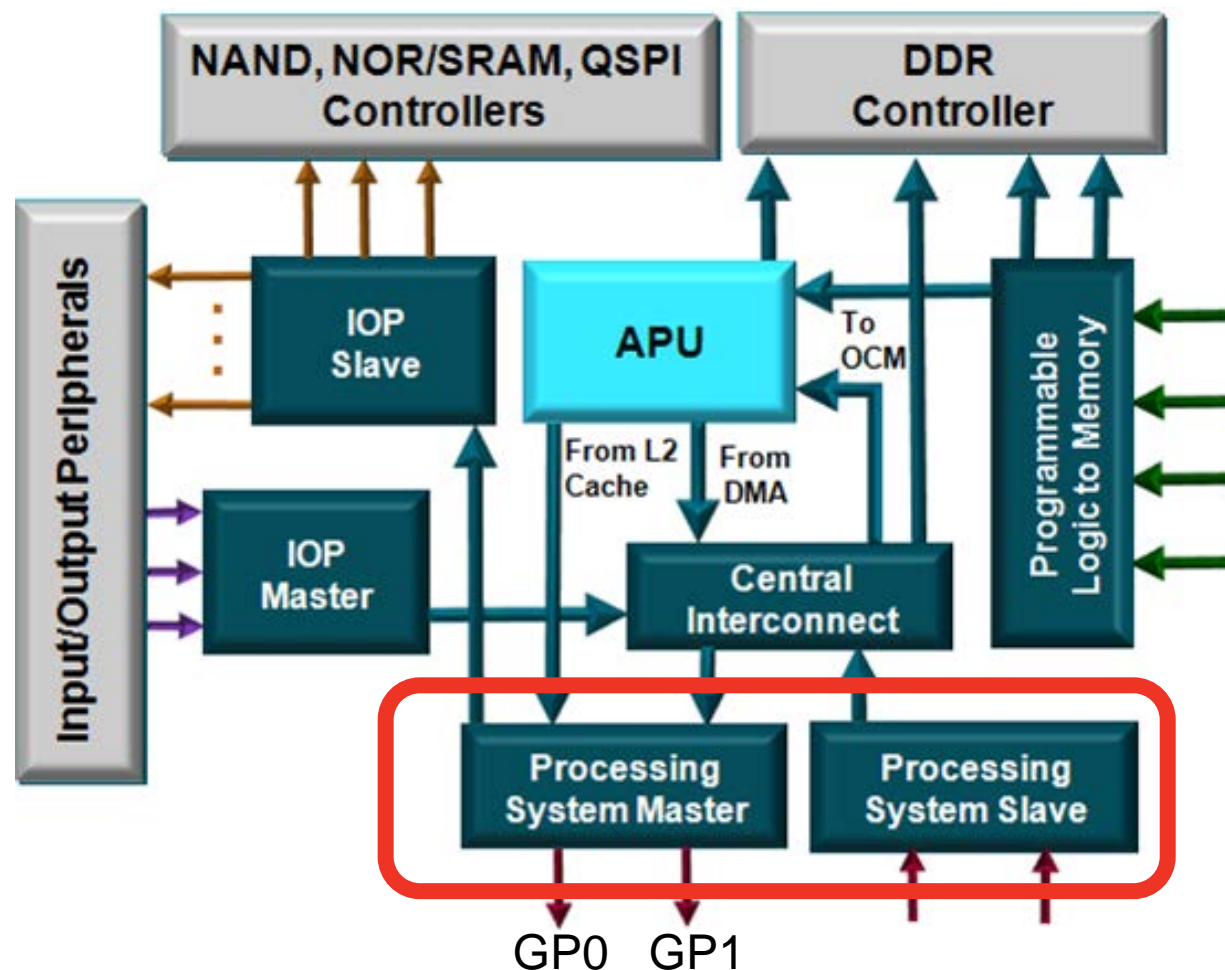 NAND, NOR/SRAM, QSPI
Controllers
DDR
Controller
Input/Output Peripherals
IOP
Slave
APU
To
OCM
Programmable
Logic to Memory
From L2
Cache
From
DMA
IOP
Master
Central
Interconnect
Processing
System Master
Processing
System Slave
GP0 GP1